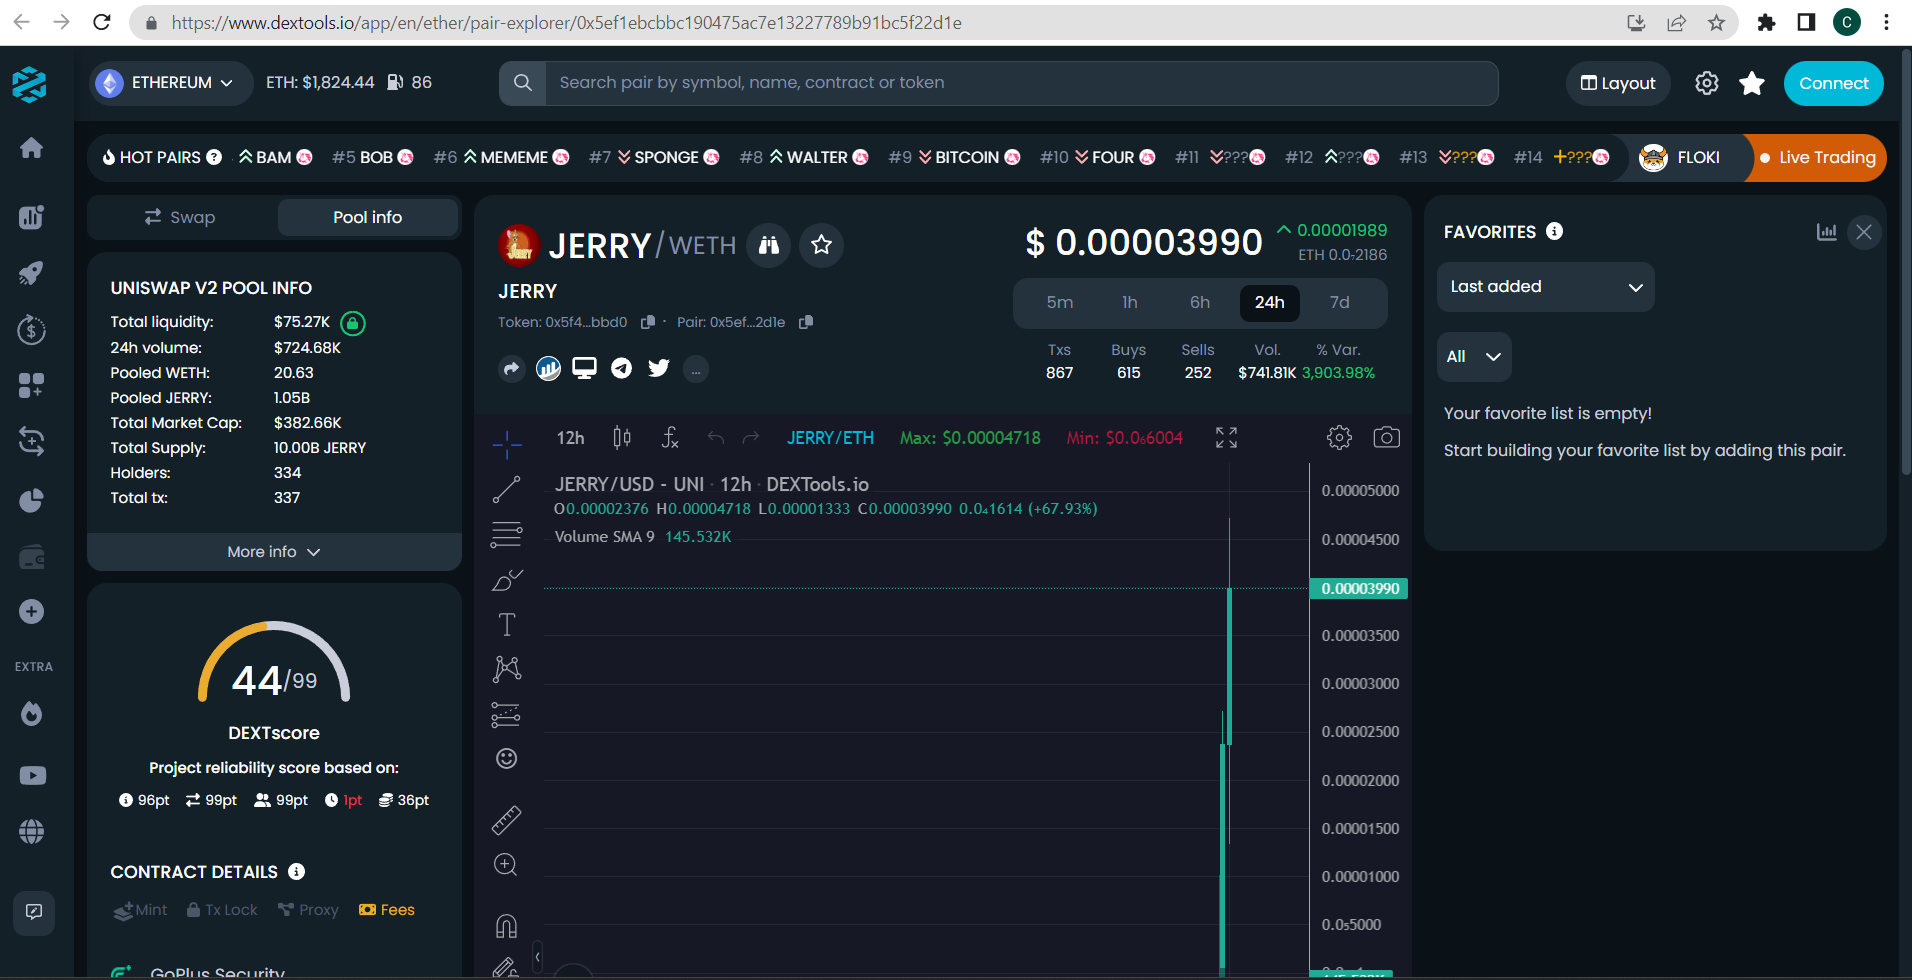 https://www.dextools.io/app/en/ether/pair-explorer/0x5ef1ebcbbc190475ac7e13227789b91bc5f22d1e
C
ETHEREUM
ETH: $1,824.44 86
Search pair by symbol, name, contract or token
Layout
Connect
HOT PAIRS ? BAM #5 BOB #6 MEMEME #7 SPONGE #8 WALTER #9 BITCOIN #10 FOUR #11 ??? #12 ??? #13 ??? #14 ??? FLOKI Live Trading
Swap
Pool info
UNISWAP V2 POOL INFO
Total liquidity: $75.27K
24h volume: $724.68K
Pooled WETH: 20.63
Pooled JERRY: 1.05B
Total Market Cap: $382.66K
Total Supply: 10.00B JERRY
Holders: 334
Total tx: 337
More info
44/99
DEXTscore
Project reliability score based on:
96pt 99pt 99pt 1pt 36pt
CONTRACT DETAILS
Mint Tx Lock Proxy Fees
GoPlus Security
EXTRA
JERRY/WETH
JERRY
Token: 0x5f4...bbd0 · Pair: 0x5ef...2d1e
...
$ 0.00003990
0.00001989
ETH 0.0₇2186
5m 1h 6h 24h 7d
Txs Buys Sells Vol. % Var.
867 615 252 $741.81K 3,903.98%
12h JERRY/ETH Max: $0.00004718 Min: $0.0₆6004
JERRY/USD - UNI · 12h · DEXTools.io
O0.00002376 H0.00004718 L0.00001333 C0.00003990 0.0₄1614 (+67.93%)
Volume SMA 9 145.532K
0.00005000
0.00004500
0.00003990
0.00003500
0.00003000
0.00002500
0.00002000
0.00001500
0.00001000
0.0₅5000
FAVORITES
Last added
All
Your favorite list is empty!
Start building your favorite list by adding this pair.